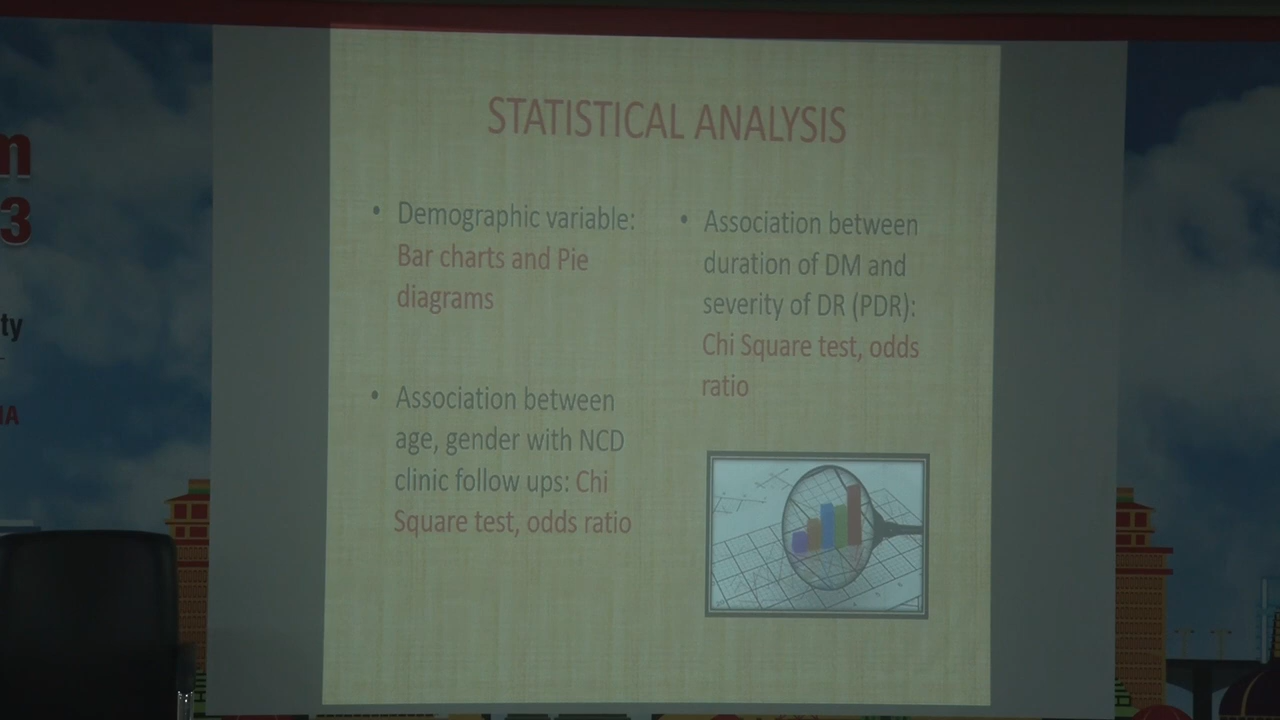 STATISTICAL ANALYSIS
• Demographic variable:
Bar charts and Pie
diagrams
• Association between
age, gender with NCD
clinic follow ups: Chi
Square test, odds ratio
• Association between
duration of DM and
severity of DR (PDR):
Chi Square test, odds
ratio
m
3
ty
IA